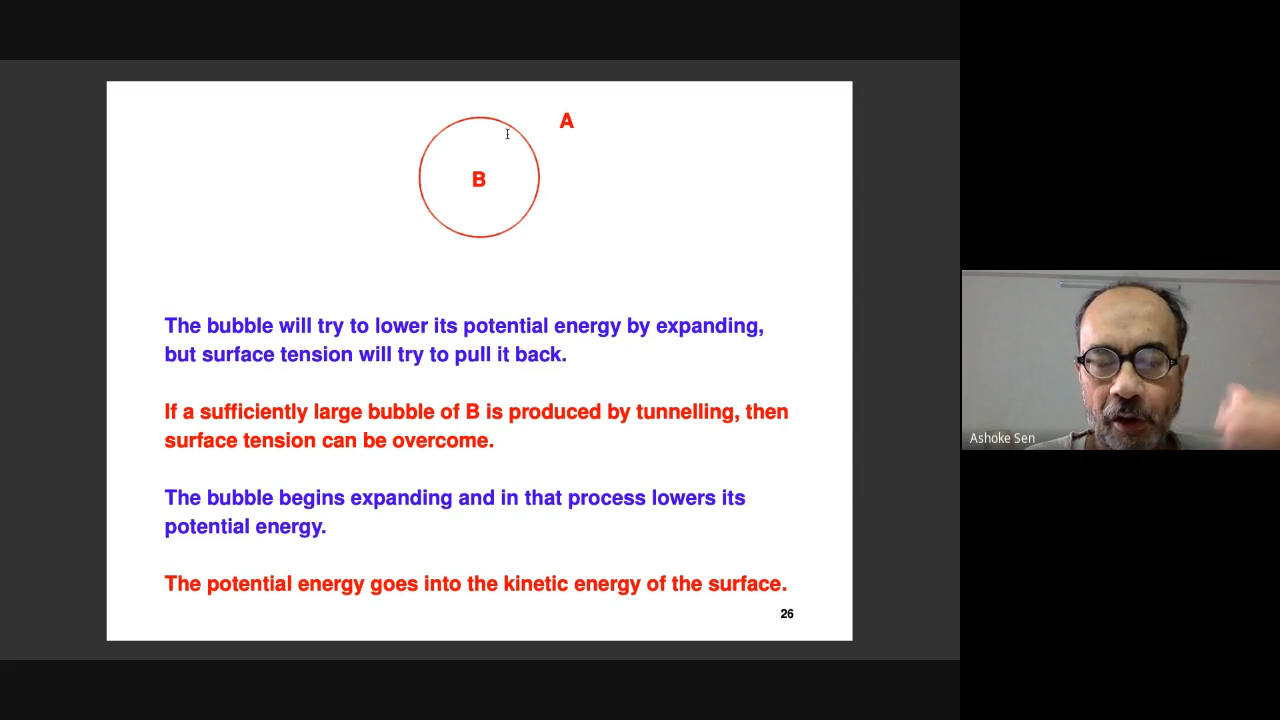 A
B
The bubble will try to lower its potential energy by expanding,
but surface tension will try to pull it back.
If a sufficiently large bubble of B is produced by tunnelling, then
surface tension can be overcome.
The bubble begins expanding and in that process lowers its
potential energy.
The potential energy goes into the kinetic energy of the surface.
26
Ashoke Sen